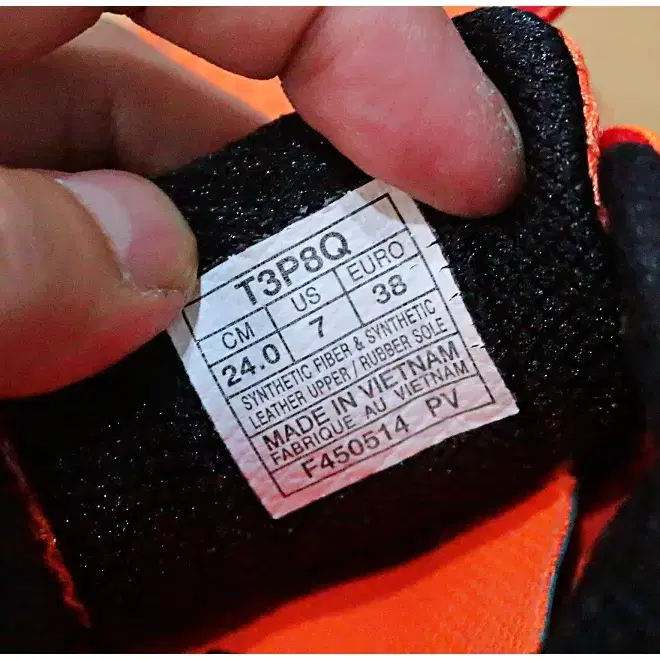 T3P8Q
CM US EURO
24.0 7 38
SYNTHETIC FIBER & SYNTHETIC
LEATHER UPPER / RUBBER SOLE
MADE IN VIETNAM
FABRIQUE AU VIETNAM
F450514 PV